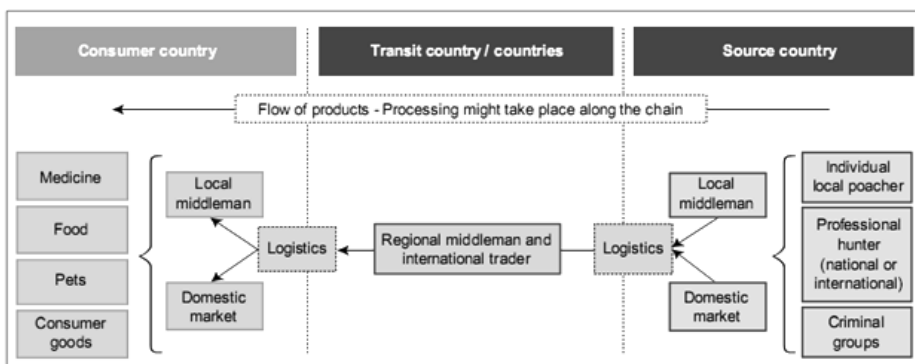 Consumer country
Transit country / countries
Source country
Flow of products - Processing might take place along the chain
Medicine
Food
Pets
Consumer
goods
Local
middleman
Domestic
market
Logistics
Regional middleman and
international trader
Logistics
Local
middleman
Domestic
market
Individual
local poacher
Professional
hunter
(national or
international)
Criminal
groups